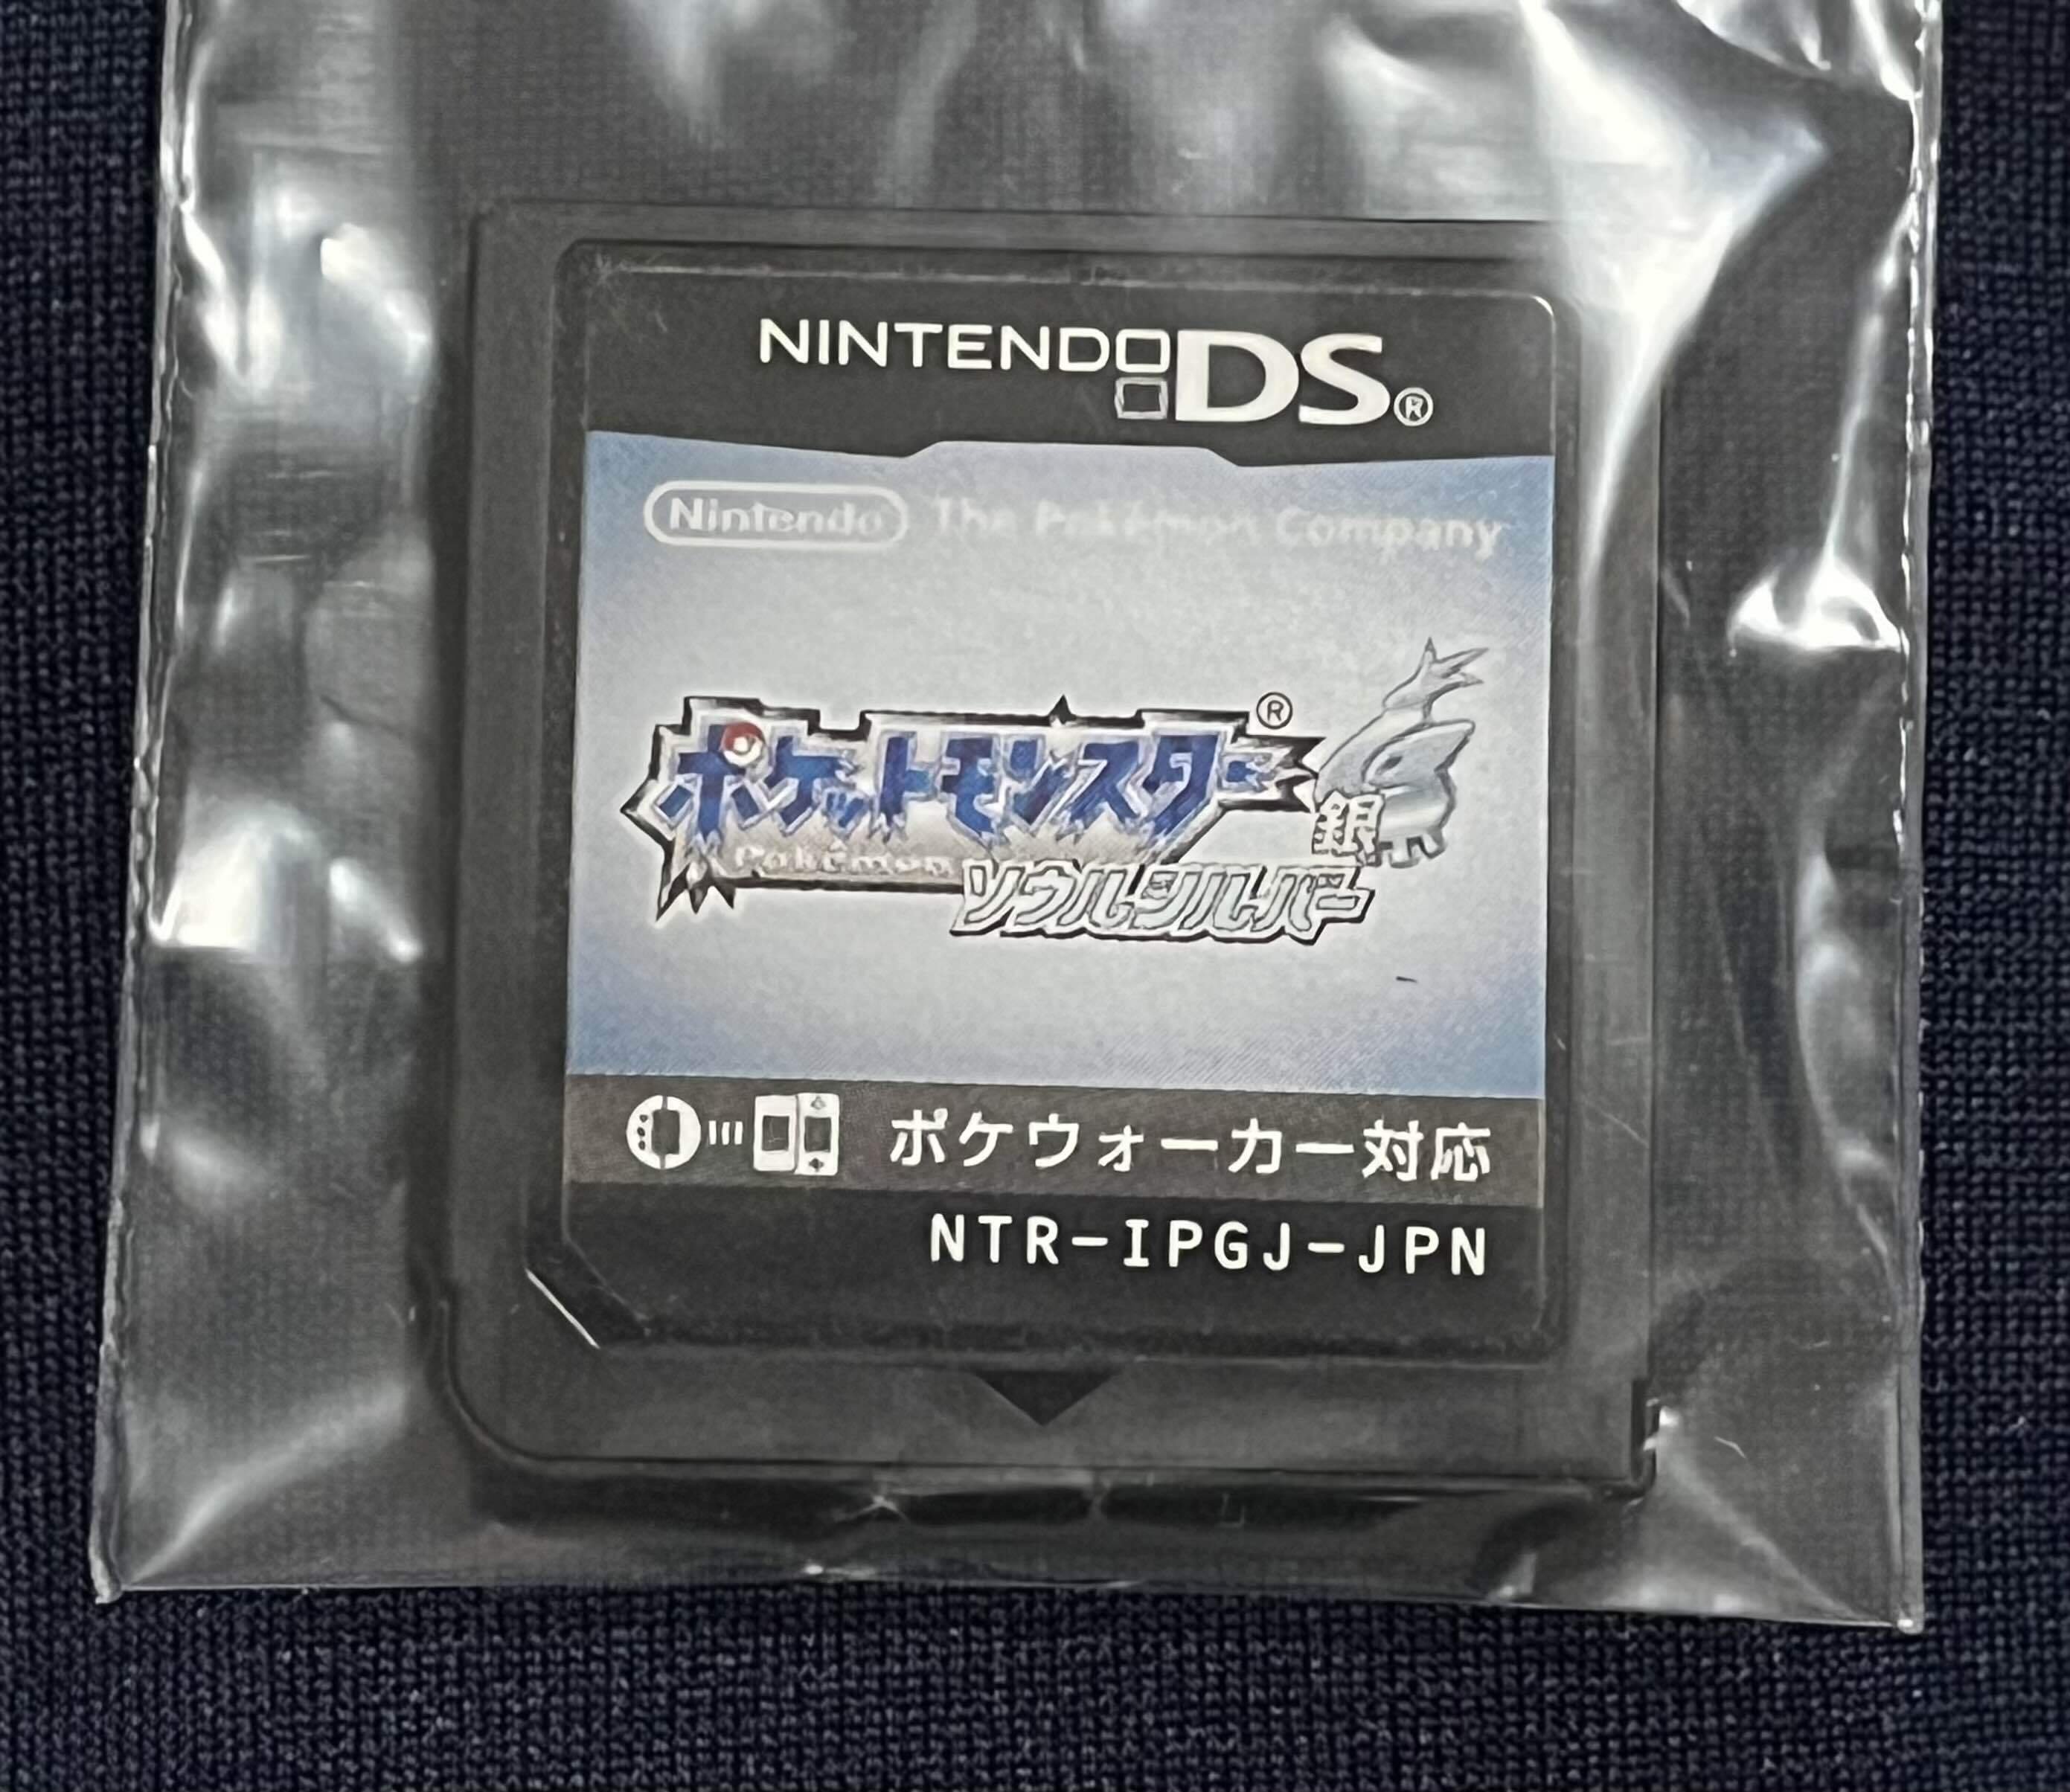 NINTENDO DS®
Nintendo The Pokémon Company
ポケットモンスター®
銀
Pokémon
ソウルシルバー
ポケウォーカー対応
NTR-IPGJ-JPN